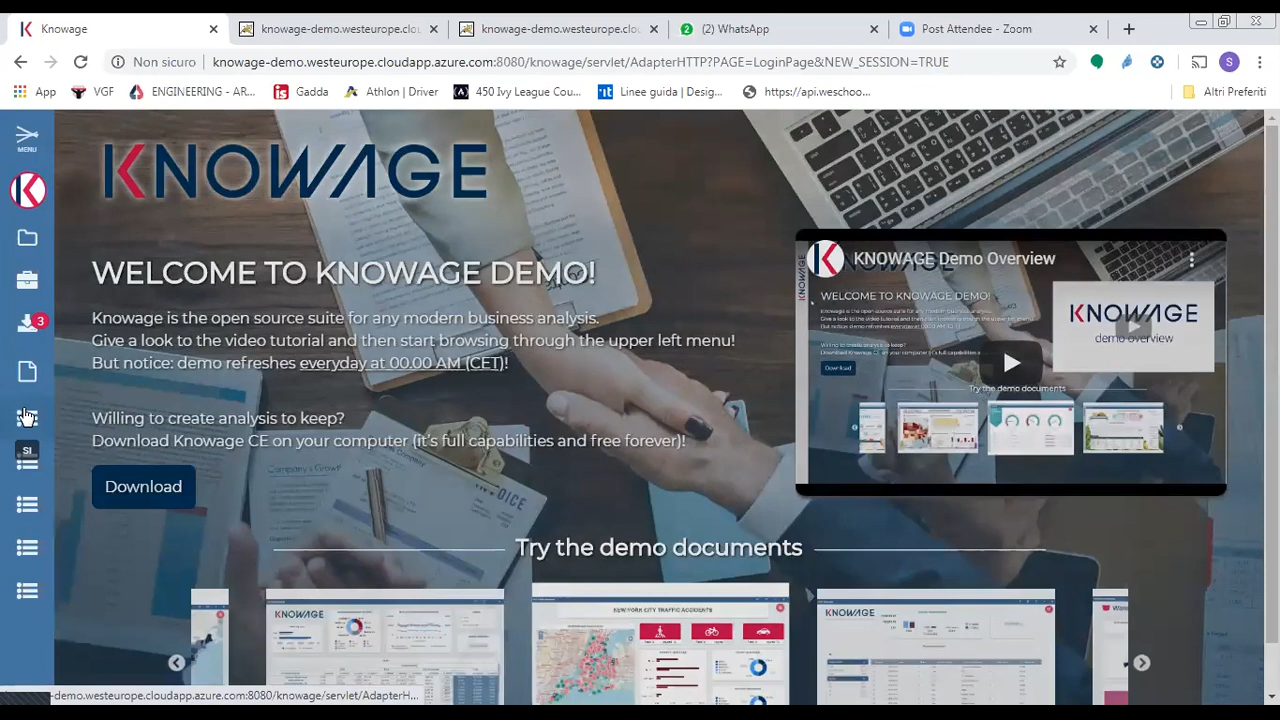 Knowage
knowage-demo.westeurope.clou
knowage-demo.westeurope.clou
(2) WhatsApp
Post Attendee - Zoom
Non sicuro
knowage-demo.westeurope.cloudapp.azure.com:8080/knowage/servlet/AdapterHTTP?PAGE=LoginPage&NEW_SESSION=TRUE
S
App
VGF
ENGINEERING - AR...
Gadda
Athlon | Driver
450 Ivy League Cou...
Linee guida | Desig...
https://api.weschoo...
Altri Preferiti
MENU
3
SI
KNOWAGE
WELCOME TO KNOWAGE DEMO!
Knowage is the open source suite for any modern business analysis.
Give a look to the video tutorial and then start browsing through the upper left menu!
But notice: demo refreshes everyday at 00.00 AM (CET)!
Willing to create analysis to keep?
Download Knowage CE on your computer (it's full capabilities and free forever)!
Download
KNOWAGE Demo Overview
WELCOME TO KNOWAGE DEMO!
KNOWAGE
demo overview
Download
Try the demo documents
Try the demo documents
KNOWAGE
NEW YORK CITY TRAFFIC ACCIDENTS
KNOWAGE
-demo.westeurope.cloudapp.azure.com:8080/knowage/servlet/AdapterH...